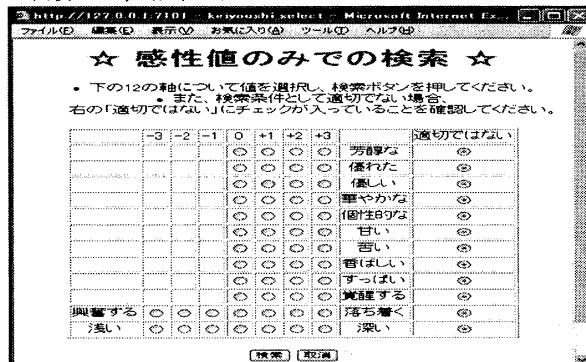 http://127.0.0.1:7101 - keiyoushi_select - Microsoft Internet Ex...
ファイル(F) 編集(E) 表示(V) お気に入り(A) ツール(T) ヘルプ(H)
☆ 感性値のみでの検索 ☆
• 下の12の軸について値を選択し、検索ボタンを押してください。
• また、検索条件として適切でない場合、
右の「適切ではない」にチェックが入っていることを確認してください。
-3 -2 -1 0 +1 +2 +3 適切ではない
芳醇な
優れた
優しい
華やかな
個性的な
甘い
苦い
香ばしい
すっぱい
覚醒する
興奮する 落ち着く
浅い 深い
検索 取消